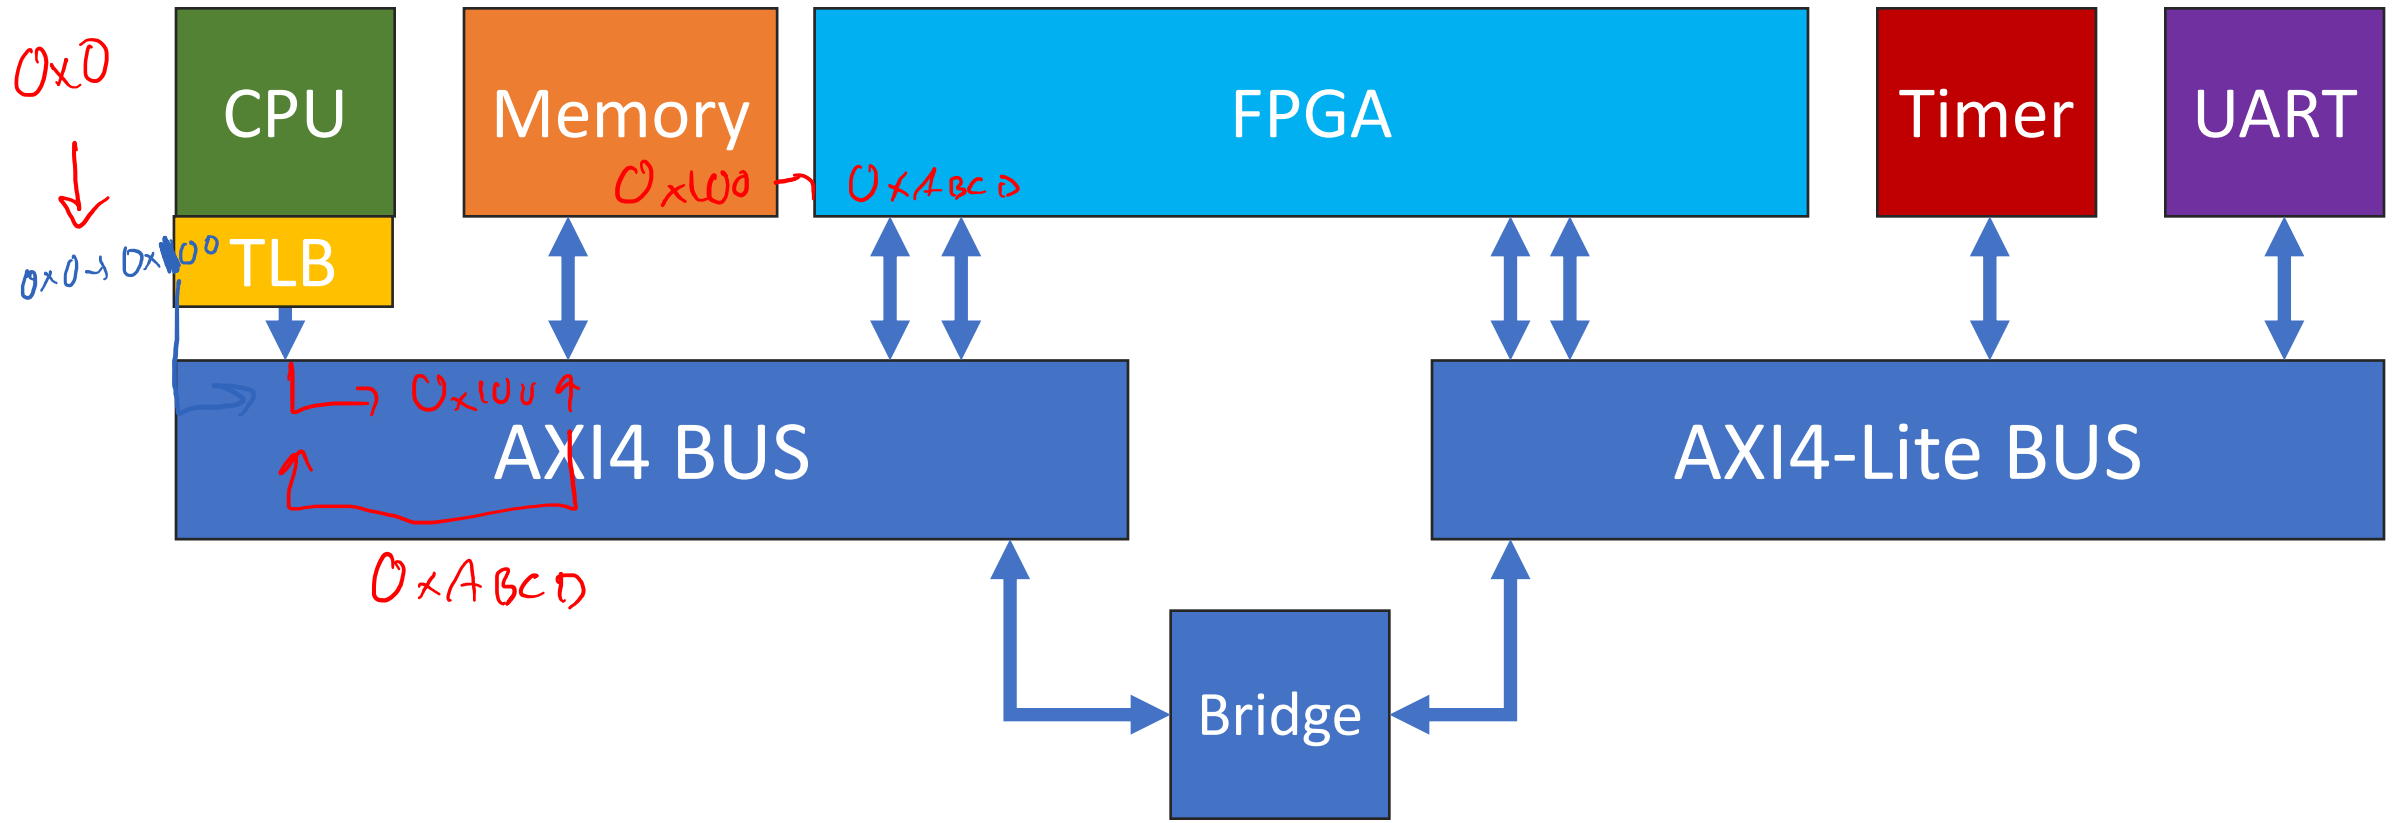 0x0
CPU
Memory
FPGA
Timer
UART
0x100
0xABCD
0x0→0x100
TLB
0x100
AXI4 BUS
AXI4-Lite BUS
0xABCD
Bridge